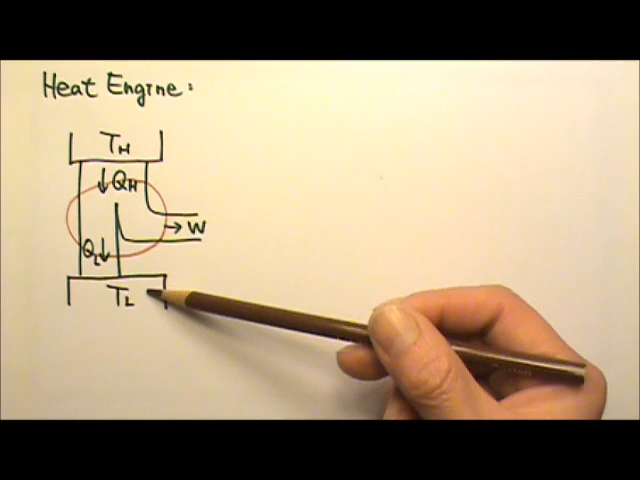 Heat Engine:
TH
↓ QH
→ W
QL ↓
TL